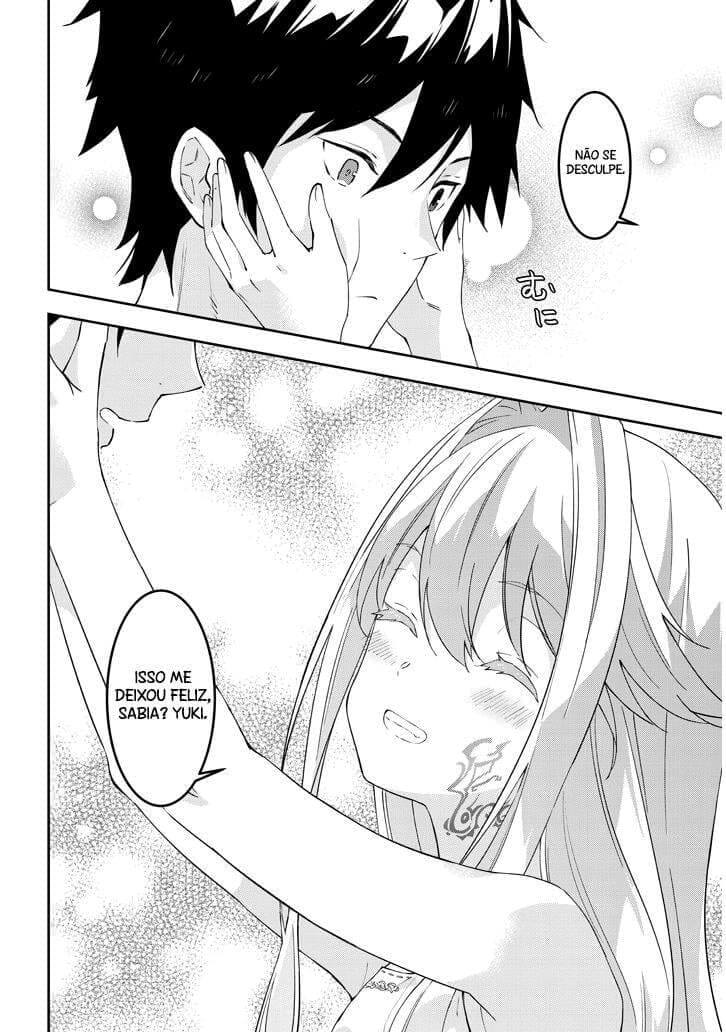 NÃO SE
DESCULPE.
むに
ISSO ME
DEIXOU FELIZ,
SABIA? YUKI.